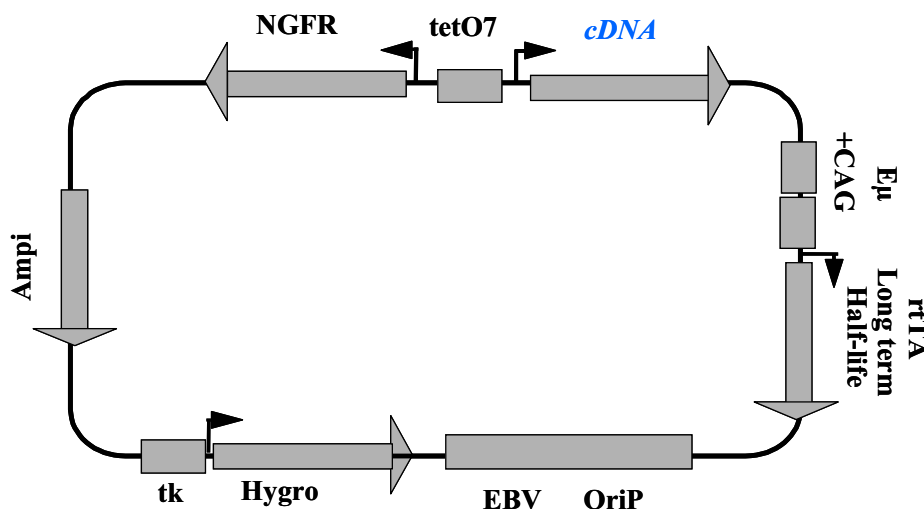 NGFR
tetO7
cDNA
Eμ
+CAG
rtTA
Long term
Half-life
Ampi
tk
Hygro
EBV OriP